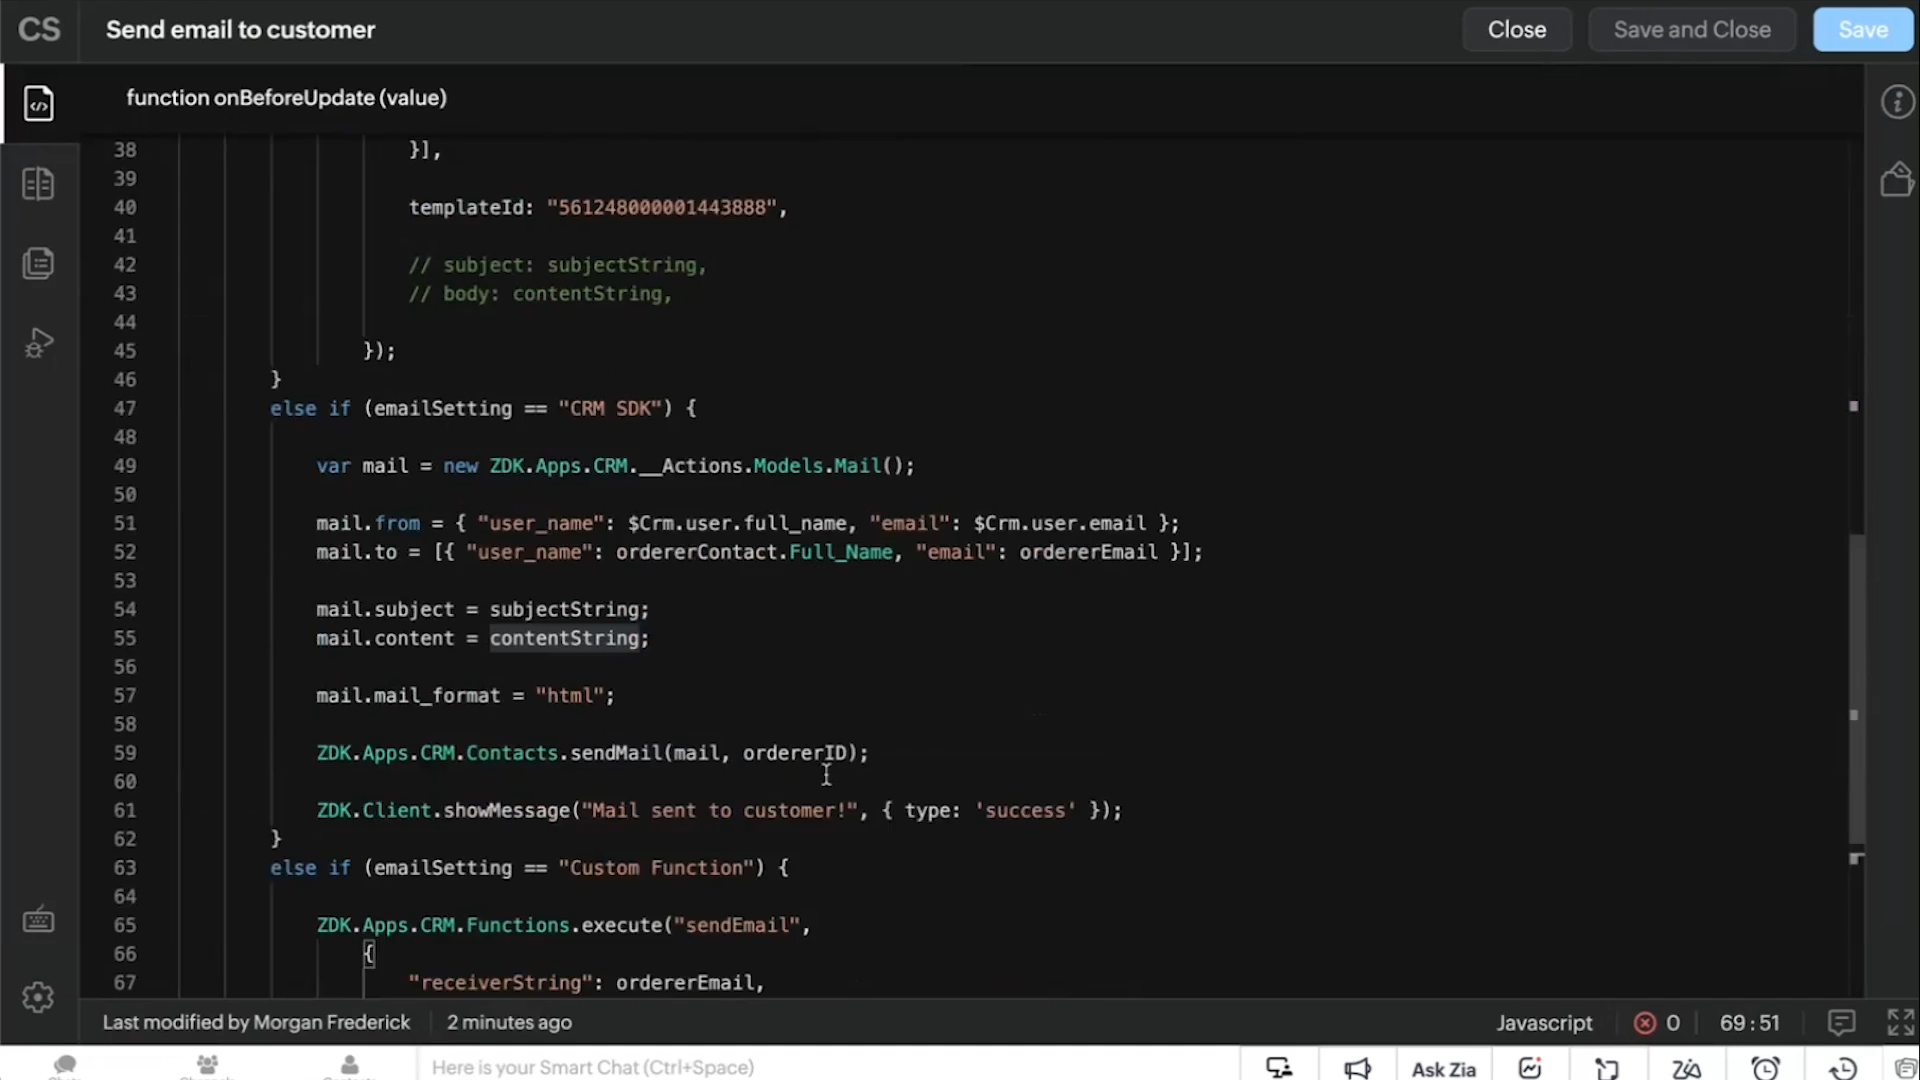 CS Send email to customer Close Save and Close Save
function onBeforeUpdate (value)
38 }],
39
40 templateId: "561248000001443888",
41
42 // subject: subjectString,
43 // body: contentString,
44
45 });
46 }
47 else if (emailSetting == "CRM SDK") {
48
49 var mail = new ZDK.Apps.CRM.__Actions.Models.Mail();
50
51 mail.from = { "user_name": $Crm.user.full_name, "email": $Crm.user.email };
52 mail.to = [{ "user_name": ordererContact.Full_Name, "email": ordererEmail }];
53
54 mail.subject = subjectString;
55 mail.content = contentString;
56
57 mail.mail_format = "html";
58
59 ZDK.Apps.CRM.Contacts.sendMail(mail, ordererID);
60
61 ZDK.Client.showMessage("Mail sent to customer!", { type: 'success' });
62 }
63 else if (emailSetting == "Custom Function") {
64
65 ZDK.Apps.CRM.Functions.execute("sendEmail",
66 {
67 "receiverString": ordererEmail,
Last modified by Morgan Frederick 2 minutes ago Javascript 0 69:51
Here is your Smart Chat (Ctrl+Space) Ask Zia